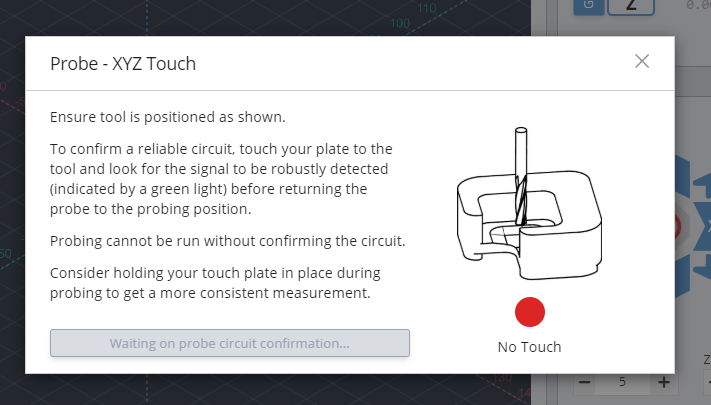 110
100
Z
0.0
Probe - XYZ Touch
Ensure tool is positioned as shown.
To confirm a reliable circuit, touch your plate to the
tool and look for the signal to be robustly detected
(indicated by a green light) before returning the
probe to the probing position.
Probing cannot be run without confirming the circuit.
Consider holding your touch plate in place during
probing to get a more consistent measurement.
Waiting on probe circuit confirmation...
No Touch
Z
130
− 5 +